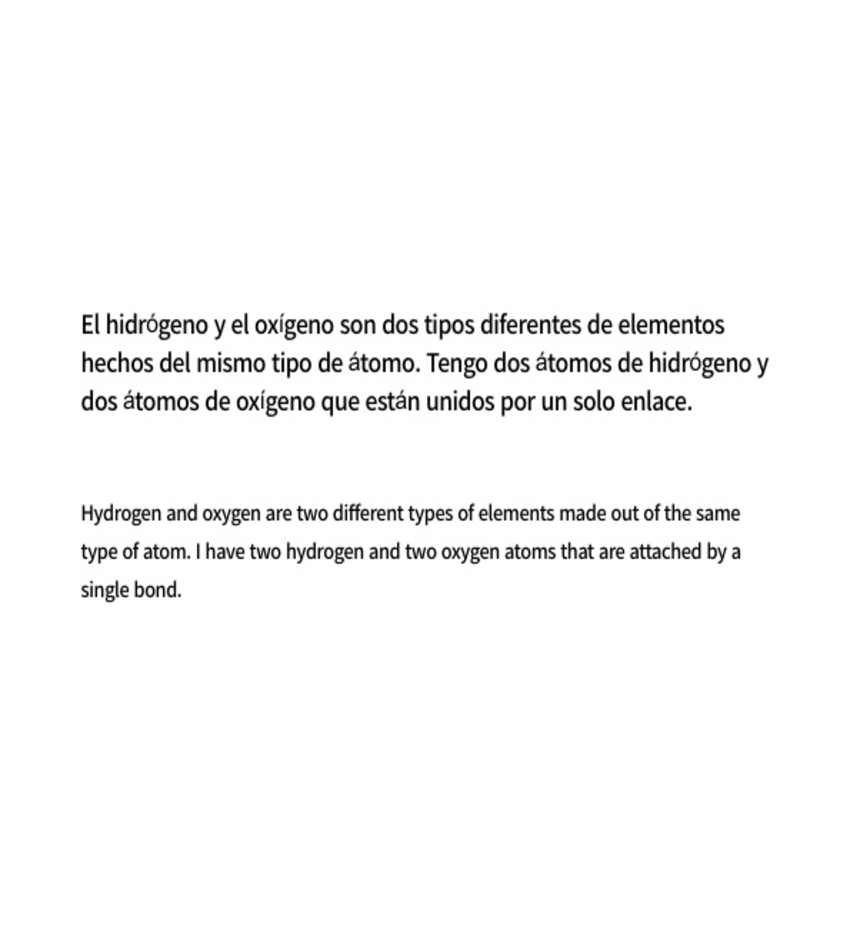 El hidrógeno y el oxígeno son dos tipos diferentes de elementos
hechos del mismo tipo de átomo. Tengo dos átomos de hidrógeno y
dos átomos de oxígeno que están unidos por un solo enlace.
Hydrogen and oxygen are two different types of elements made out of the same
type of atom. I have two hydrogen and two oxygen atoms that are attached by a
single bond.